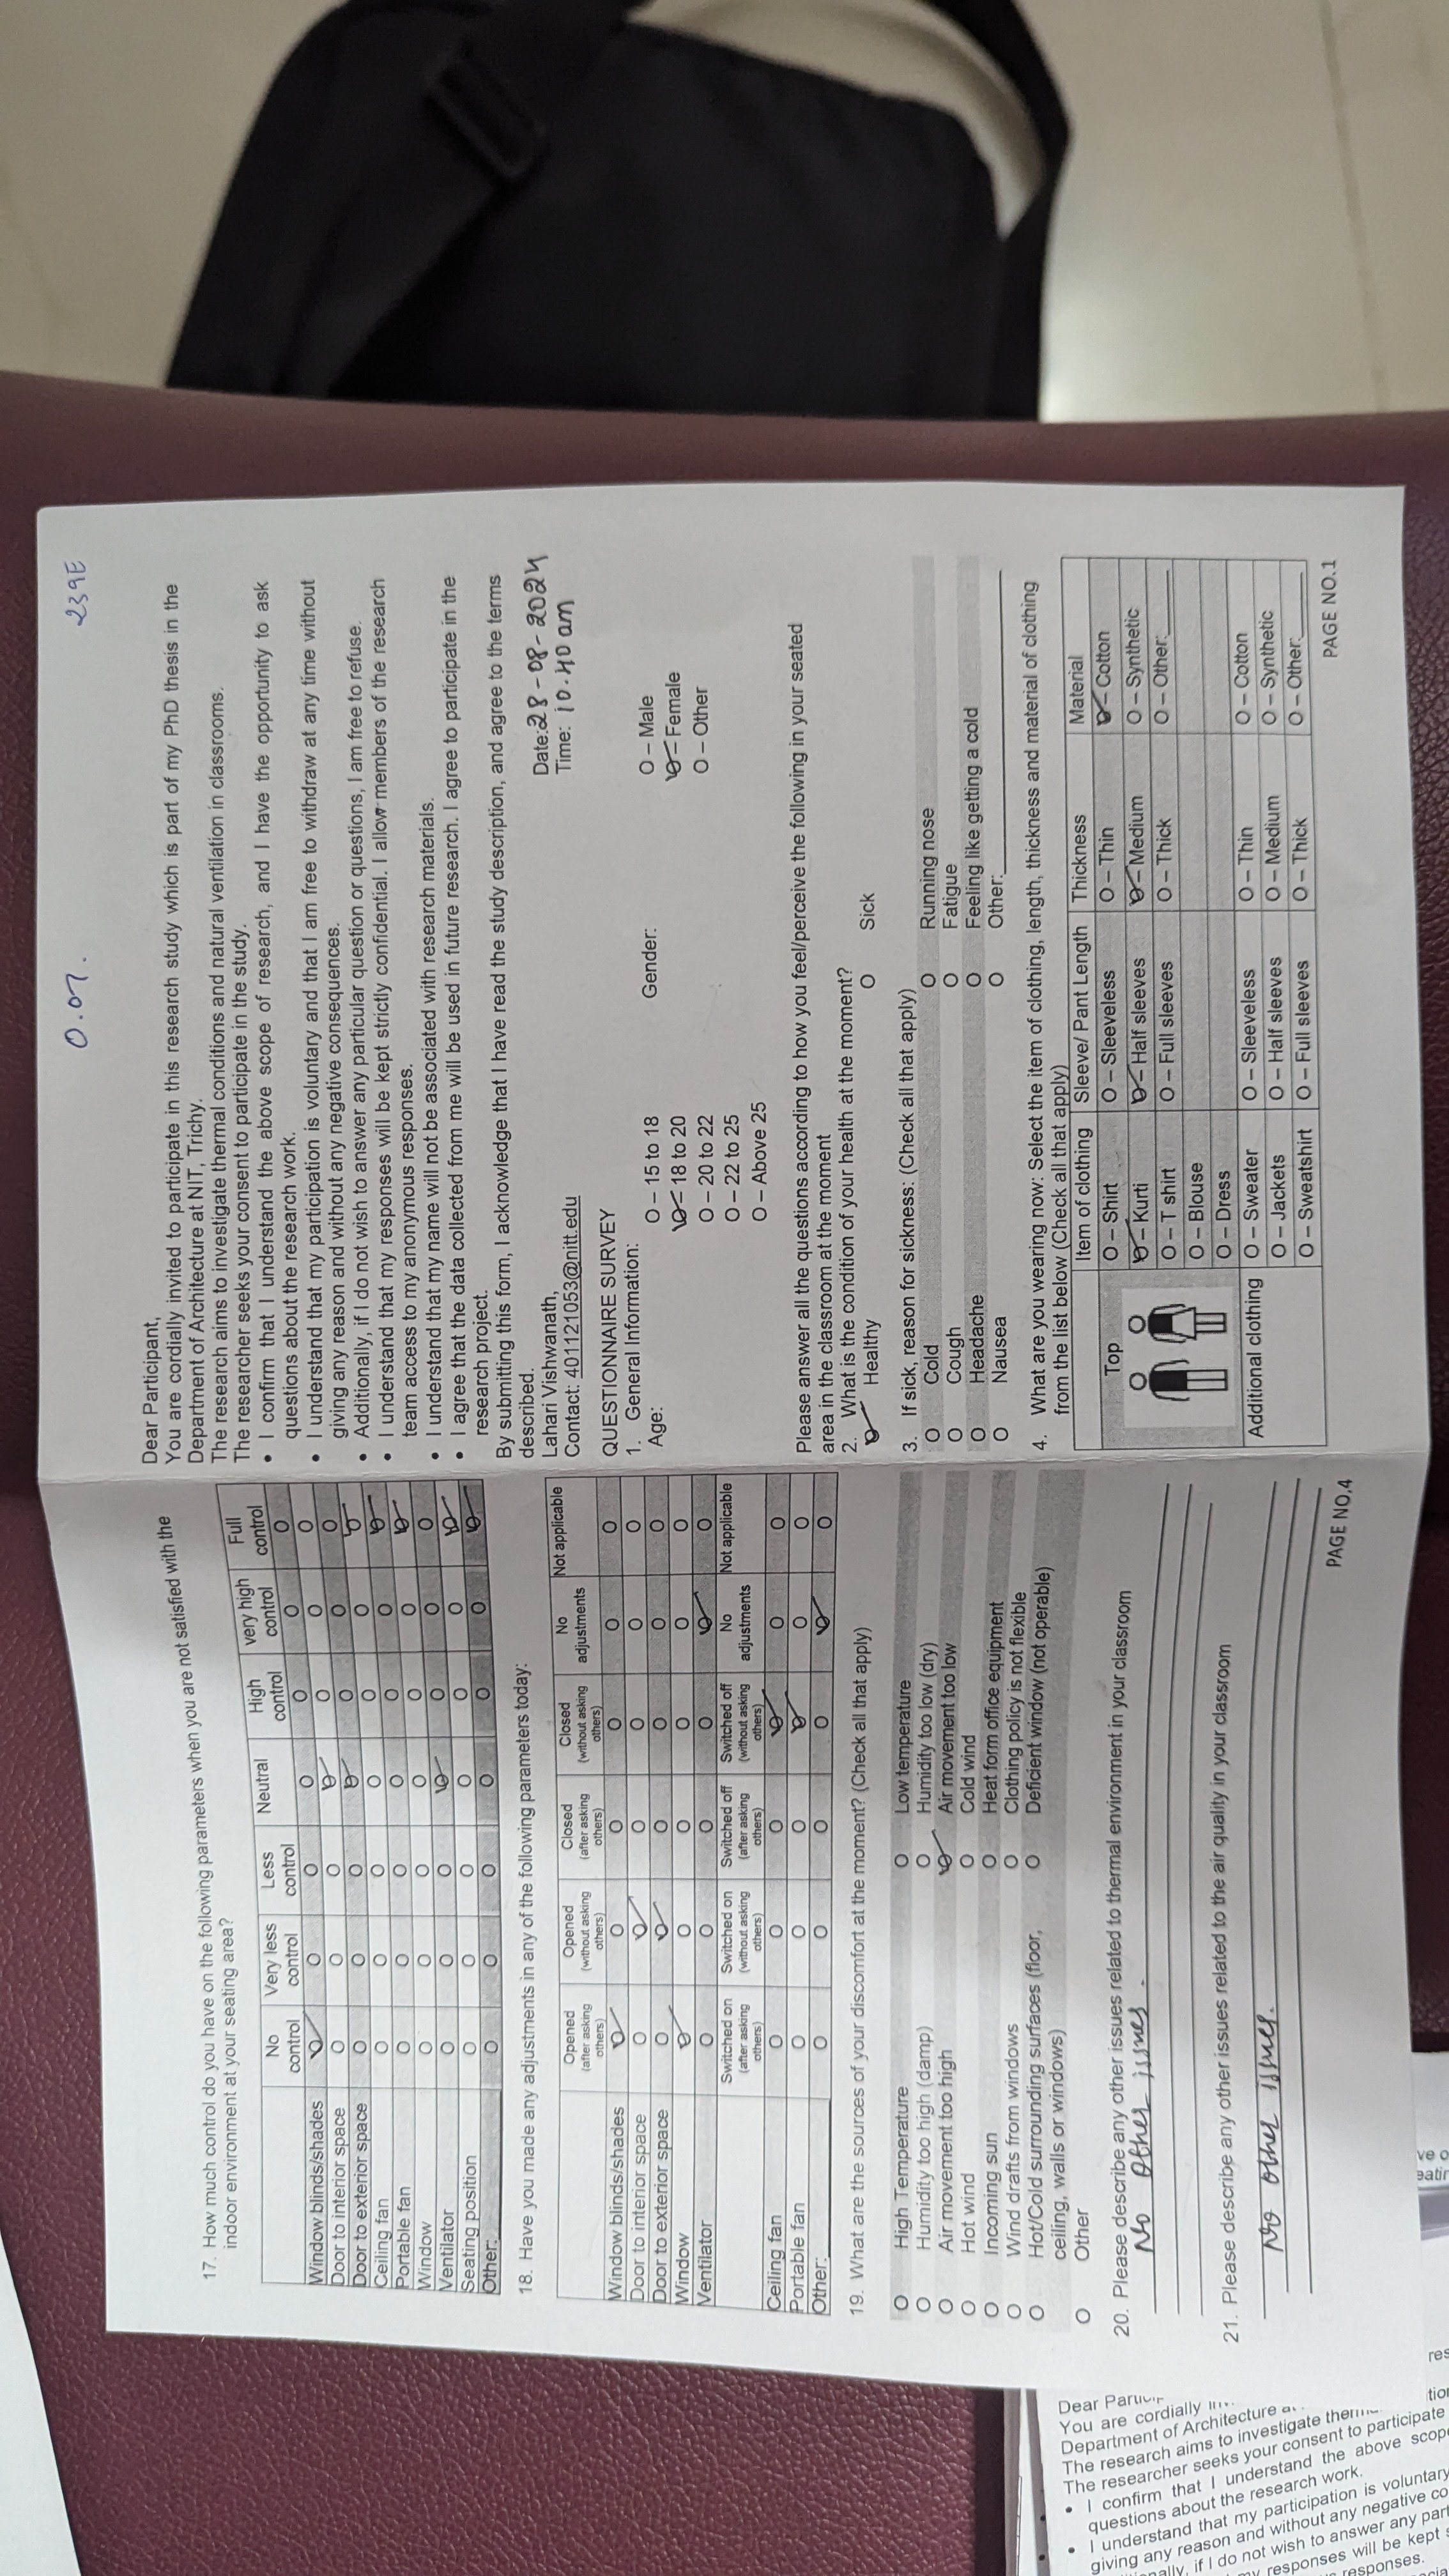 17. How much control do you have on the following parameters when you are not satisfied with the
indoor environment at your seating area?
No control Very less control Less control Neutral High control very high control Full control
Window blinds/shades O O O O O O O
Door to interior space O O O O O O O
Door to exterior space O O O O O O O
Ceiling fan O O O O O O O
Portable fan O O O O O O O
Window O O O O O O O
Ventilator O O O O O O O
Seating position O O O O O O O
Other: O O O O O O O
18. Have you made any adjustments in any of the following parameters today:
Opened (after asking others) Opened (without asking others) Closed (after asking others) Closed (without asking others) No adjustments Not applicable
Window blinds/shades O O O O O O
Door to interior space O O O O O O
Door to exterior space O O O O O O
Window O O O O O O
Ventilator O O O O O O
Switched on (after asking others) Switched on (without asking others) Switched off (after asking others) Switched off (without asking others) No adjustments Not applicable
Ceiling fan O O O O O O
Portable fan O O O O O O
Other: O O O O O O
19. What are the sources of your discomfort at the moment? (Check all that apply)
O High Temperature O Low temperature
O Humidity too high (damp) O Humidity too low (dry)
O Air movement too high O Air movement too low
O Hot wind O Cold wind
O Incoming sun O Heat form office equipment
O Wind drafts from windows O Clothing policy is not flexible
O Hot/Cold surrounding surfaces (floor, O Deficient window (not operable)
ceiling, walls or windows)
O Other
20. Please describe any other issues related to thermal environment in your classroom
No Other issues.
21. Please describe any other issues related to the air quality in your classroom
No other issues.
PAGE NO.4
0.07. 239E
Dear Participant,
You are cordially invited to participate in this research study which is part of my PhD thesis in the
Department of Architecture at NIT, Trichy.
The research aims to investigate thermal conditions and natural ventilation in classrooms.
The researcher seeks your consent to participate in the study.
• I confirm that I understand the above scope of research, and I have the opportunity to ask
questions about the research work.
• I understand that my participation is voluntary and that I am free to withdraw at any time without
giving any reason and without any negative consequences.
• Additionally, if I do not wish to answer any particular question or questions, I am free to refuse.
• I understand that my responses will be kept strictly confidential. I allow members of the research
team access to my anonymous responses.
• I understand that my name will not be associated with research materials.
• I agree that the data collected from me will be used in future research. I agree to participate in the
research project.
By submitting this form, I acknowledge that I have read the study description, and agree to the terms
described.
Lahari Vishwanath, Date:28-08-2024
Contact: 401121053@nitt.edu Time: 10.40 am
QUESTIONNAIRE SURVEY
1. General Information:
Age: O – 15 to 18 Gender: O – Male
O – 18 to 20 O – Female
O – 20 to 22 O – Other
O – 22 to 25
O – Above 25
Please answer all the questions according to how you feel/perceive the following in your seated
area in the classroom at the moment
2. What is the condition of your health at the moment?
O Healthy O Sick
3. If sick, reason for sickness: (Check all that apply)
O Cold O Running nose
O Cough O Fatigue
O Headache O Feeling like getting a cold
O Nausea O Other:
4. What are you wearing now: Select the item of clothing, length, thickness and material of clothing
from the list below (Check all that apply)
Item of clothing Sleeve/ Pant Length Thickness Material
Top O – Shirt O – Sleeveless O – Thin O – Cotton
O – Kurti O – Half sleeves O – Medium O – Synthetic
O – T shirt O – Full sleeves O – Thick O – Other:
O – Blouse
O – Dress
Additional clothing O – Sweater O – Sleeveless O – Thin O – Cotton
O – Jackets O – Half sleeves O – Medium O – Synthetic
O – Sweatshirt O – Full sleeves O – Thick O – Other:
PAGE NO.1
Dear
You are cordially
Department of Architecture
The research aims to investigate
The researcher seeks your consent to participate
• I confirm that I understand the above
questions about the research work.
• I understand that my participation is voluntary
giving any reason and without any negative
if I do not wish to answer any
responses will be kept
responses.